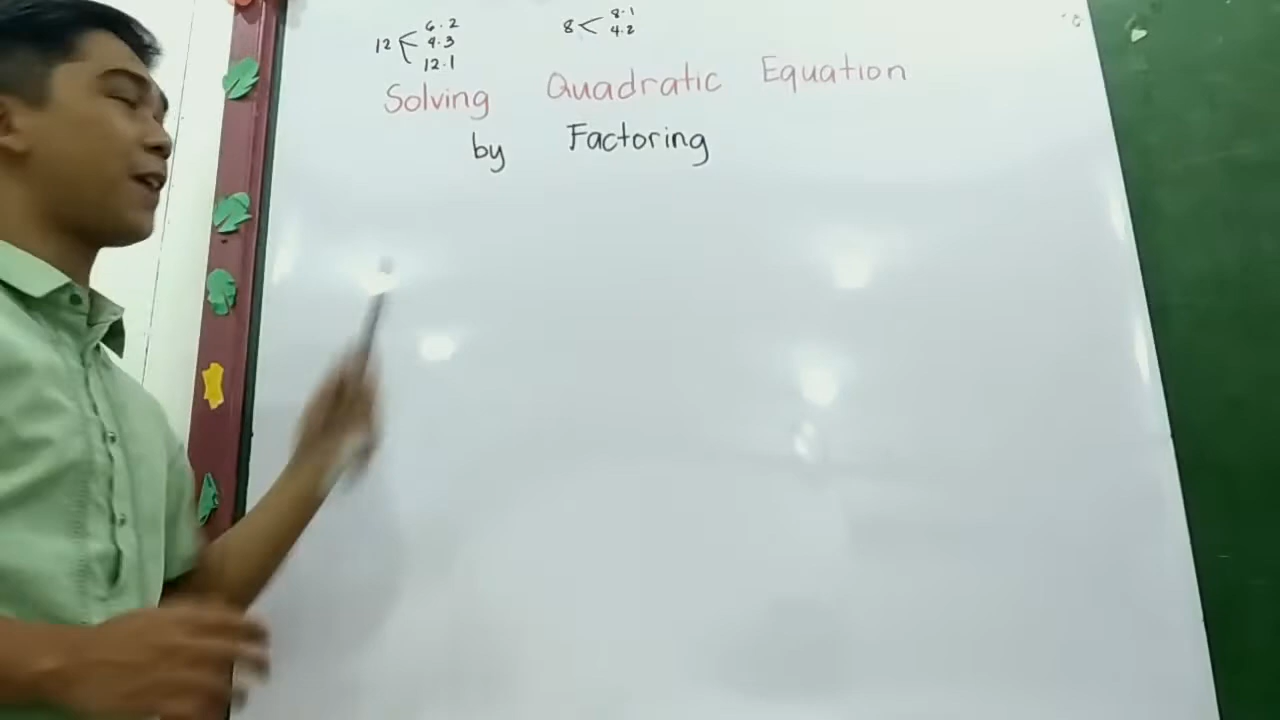 6.2
12 < 4.3
12.1
8 < 8.1
4.2
Solving Quadratic Equation
by Factoring